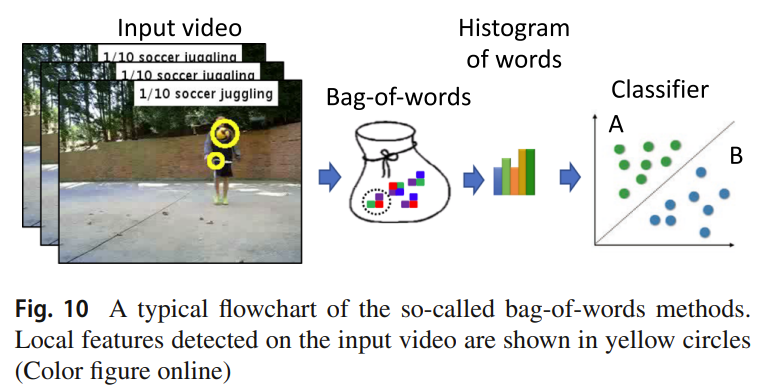 Input video
Histogram
of words
1/10 soccer juggling
1/10 soccer juggling
1/10 soccer juggling
Bag-of-words
Classifier
A
B
Fig. 10 A typical flowchart of the so-called bag-of-words methods.
Local features detected on the input video are shown in yellow circles
(Color figure online)